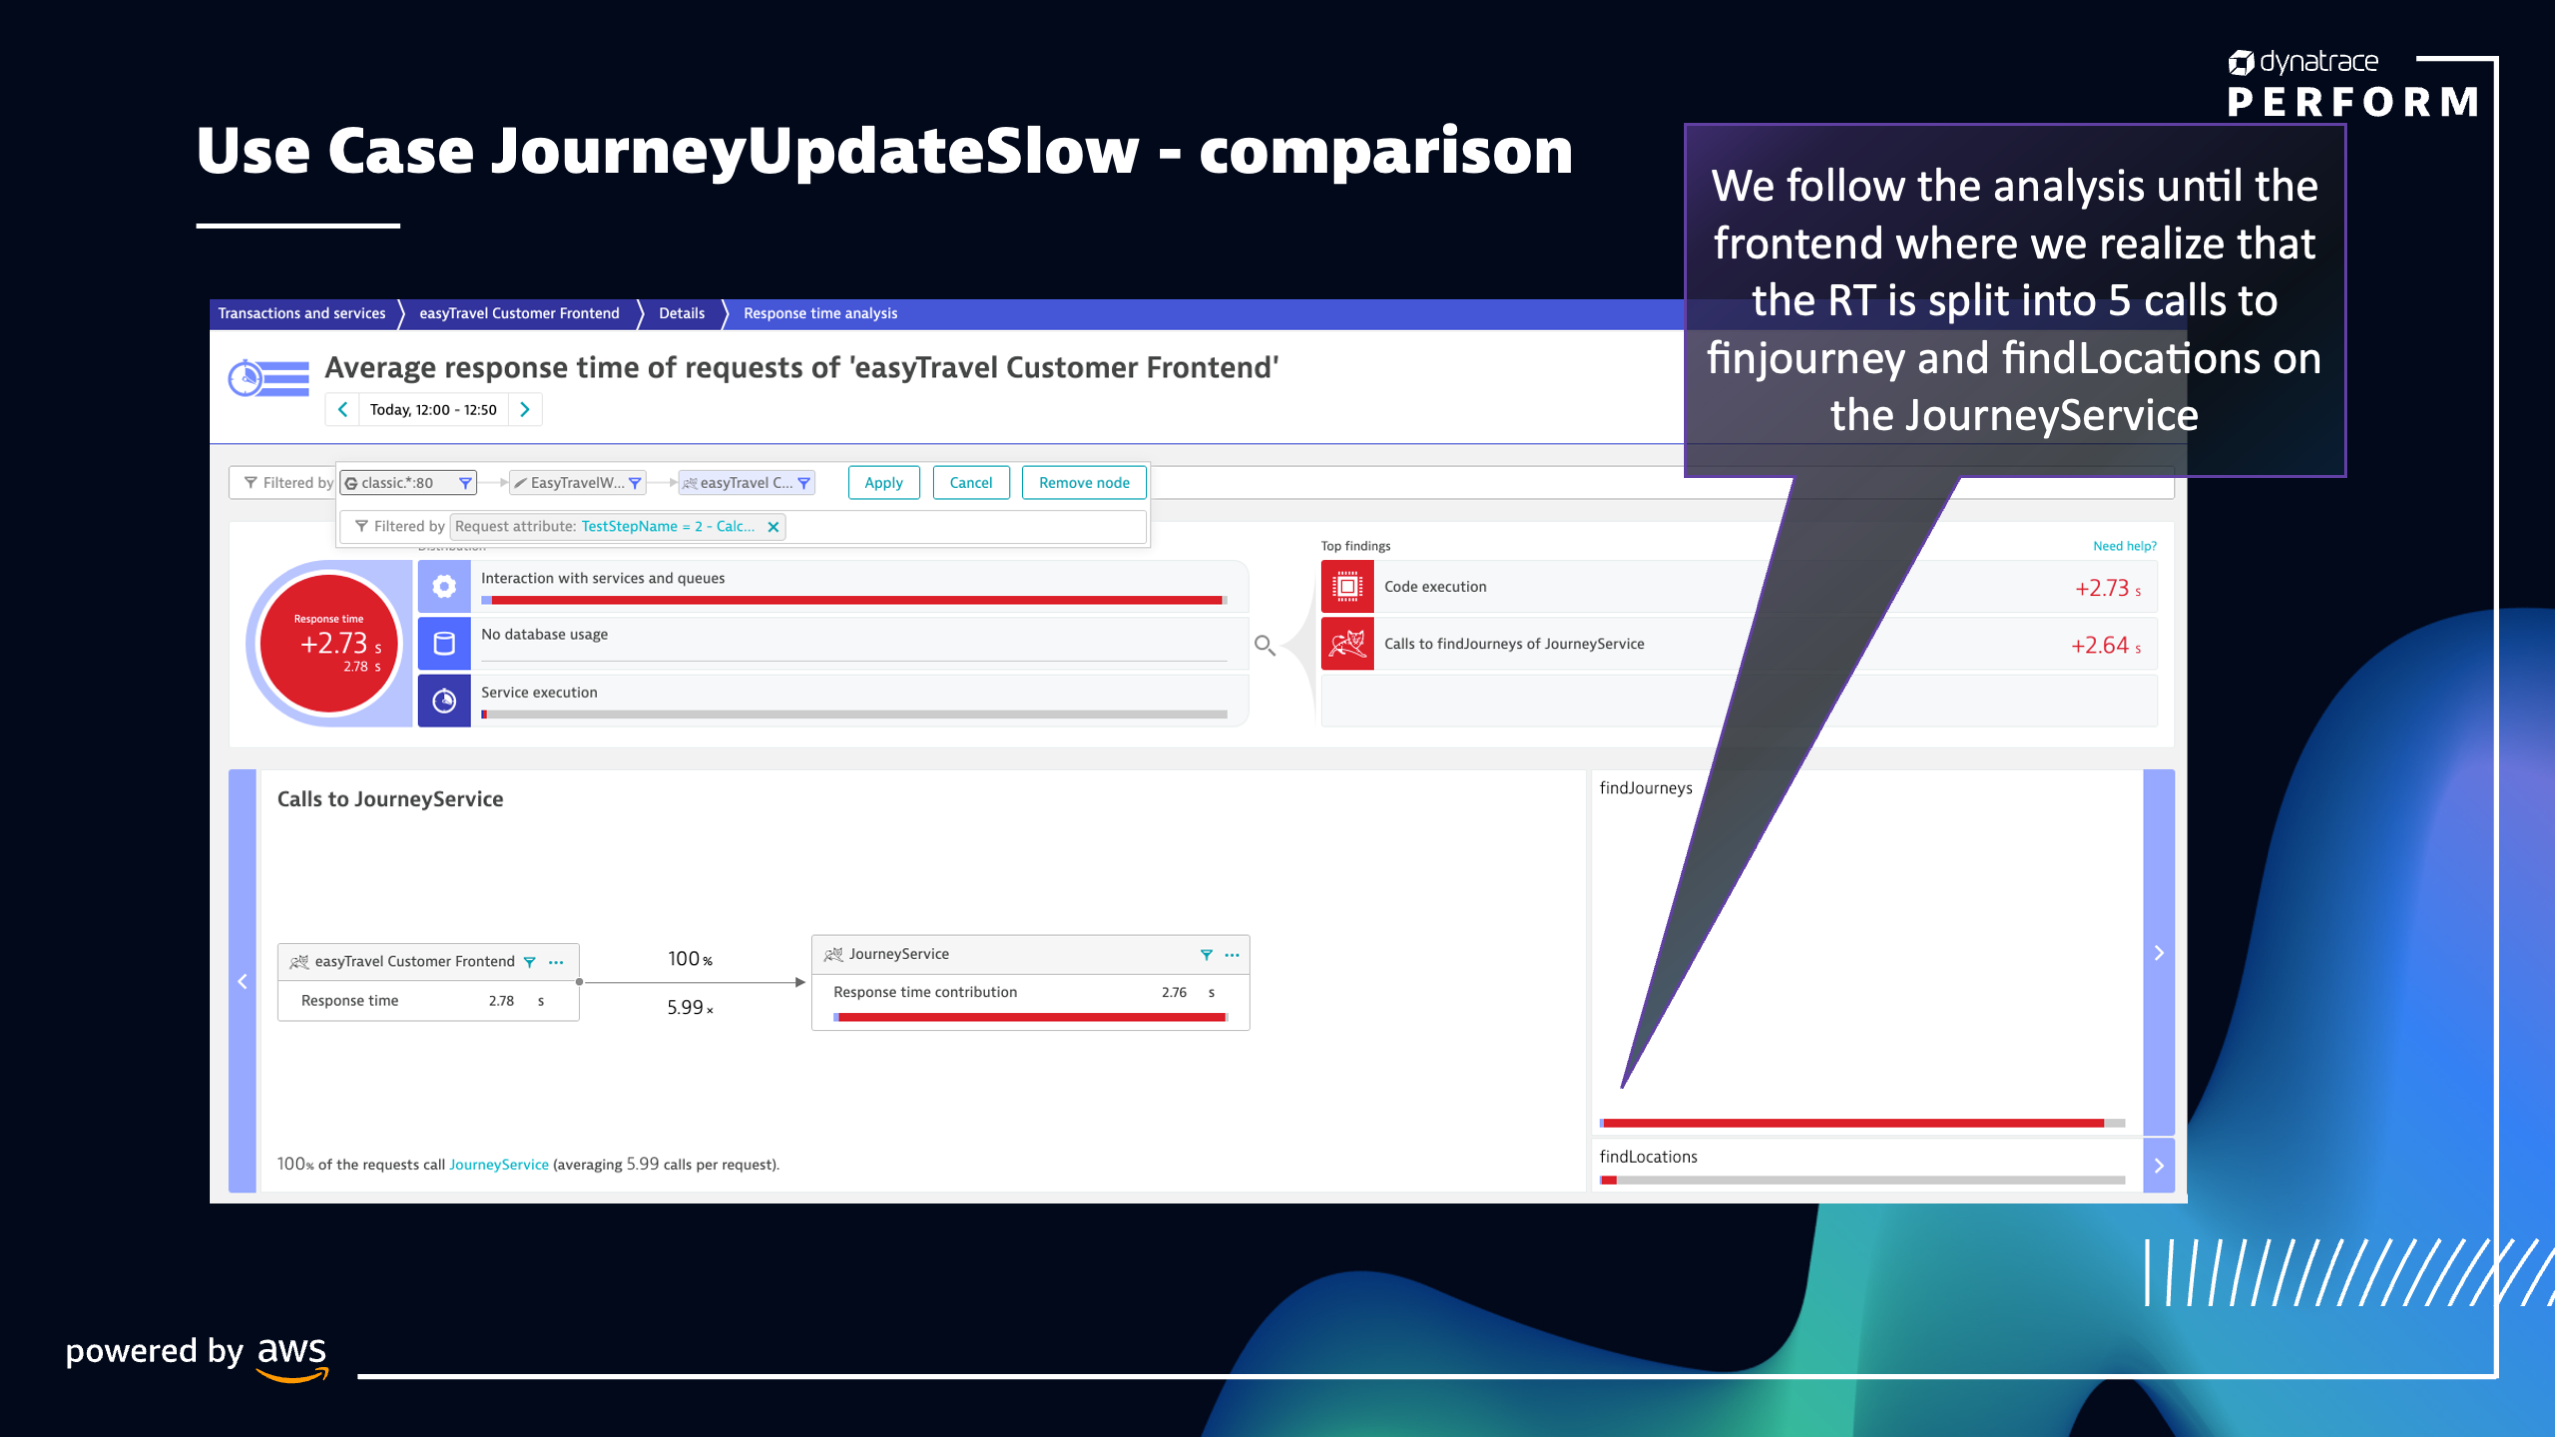 dynatrace
PERFORM
Use Case JourneyUpdateSlow - comparison
We follow the analysis until the
frontend where we realize that
the RT is split into 5 calls to
finjourney and findLocations on
the JourneyService
Transactions and services
easyTravel Customer Frontend
Details
Response time analysis
Average response time of requests of 'easyTravel Customer Frontend'
Today, 12:00 - 12:50
Filtered by
classic.*:80
EasyTravelW...
easyTravel C...
Apply
Cancel
Remove node
Filtered by
Request attribute: TestStepName = 2 - Calc...
Distribution
Response time
+2.73 s
2.78 s
Interaction with services and queues
No database usage
Service execution
Top findings
Need help?
Code execution
+2.73 s
Calls to findJourneys of JourneyService
+2.64 s
Calls to JourneyService
easyTravel Customer Frontend
Response time 2.78 s
100 %
5.99 x
JourneyService
Response time contribution 2.76 s
100% of the requests call JourneyService (averaging 5.99 calls per request).
findJourneys
findLocations
powered by aws